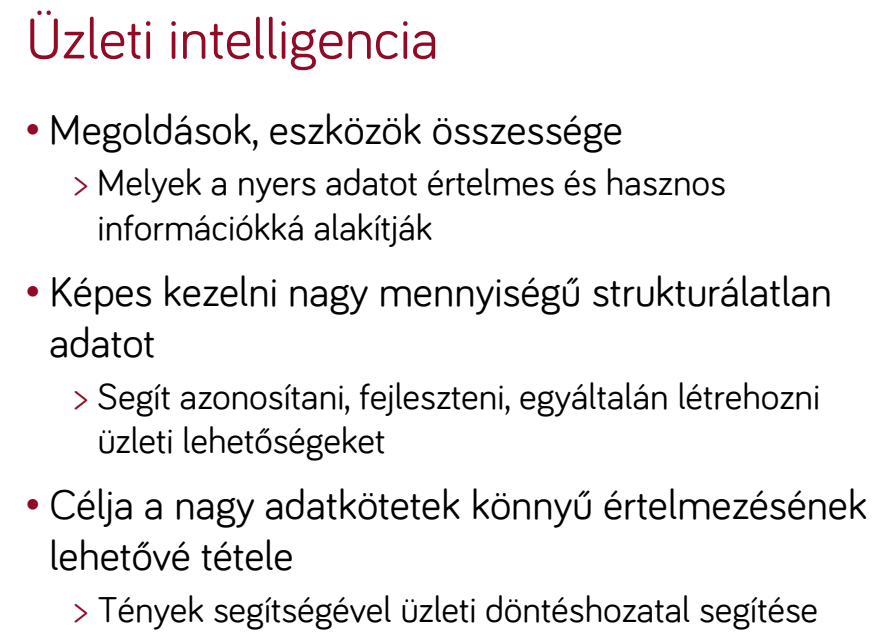 Üzleti intelligencia
• Megoldások, eszközök összessége
> Melyek a nyers adatot értelmes és hasznos
információkká alakítják
• Képes kezelni nagy mennyiségű strukturálatlan
adatot
> Segít azonosítani, fejleszteni, egyáltalán létrehozni
üzleti lehetőségeket
• Célja a nagy adatkötetek könnyű értelmezésének
lehetővé tétele
> Tények segítségével üzleti döntéshozatal segítése